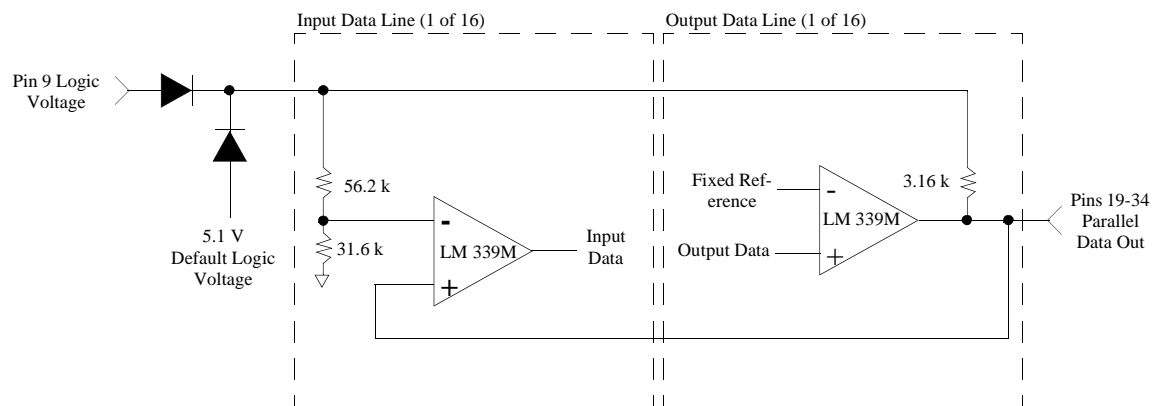 Input Data Line (1 of 16)
Output Data Line (1 of 16)
Pin 9 Logic
Voltage
5.1 V
Default Logic
Voltage
56.2 k
31.6 k
-
LM 339M
+
Input
Data
Fixed Ref-
erence
Output Data
-
LM 339M
+
3.16 k
Pins 19-34
Parallel
Data Out